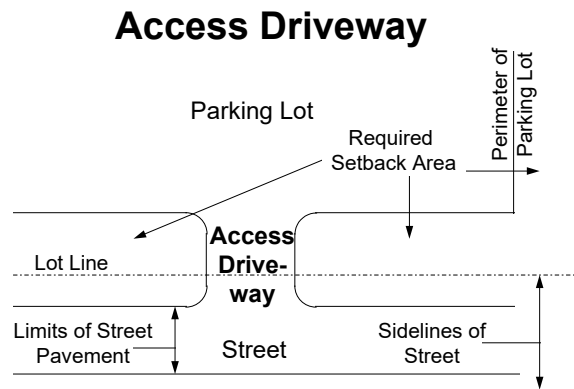 Access Driveway
Perimeter of
Parking Lot
Parking Lot
Required
Setback Area
Access
Drive-
way
Lot Line
Limits of Street
Pavement
Street
Sidelines of
Street